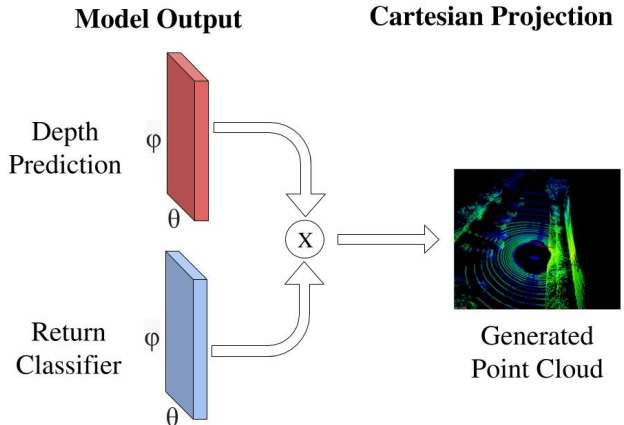 Model Output
Cartesian Projection
Depth
Prediction
φ
θ
X
Return
Classifier
φ
θ
Generated
Point Cloud